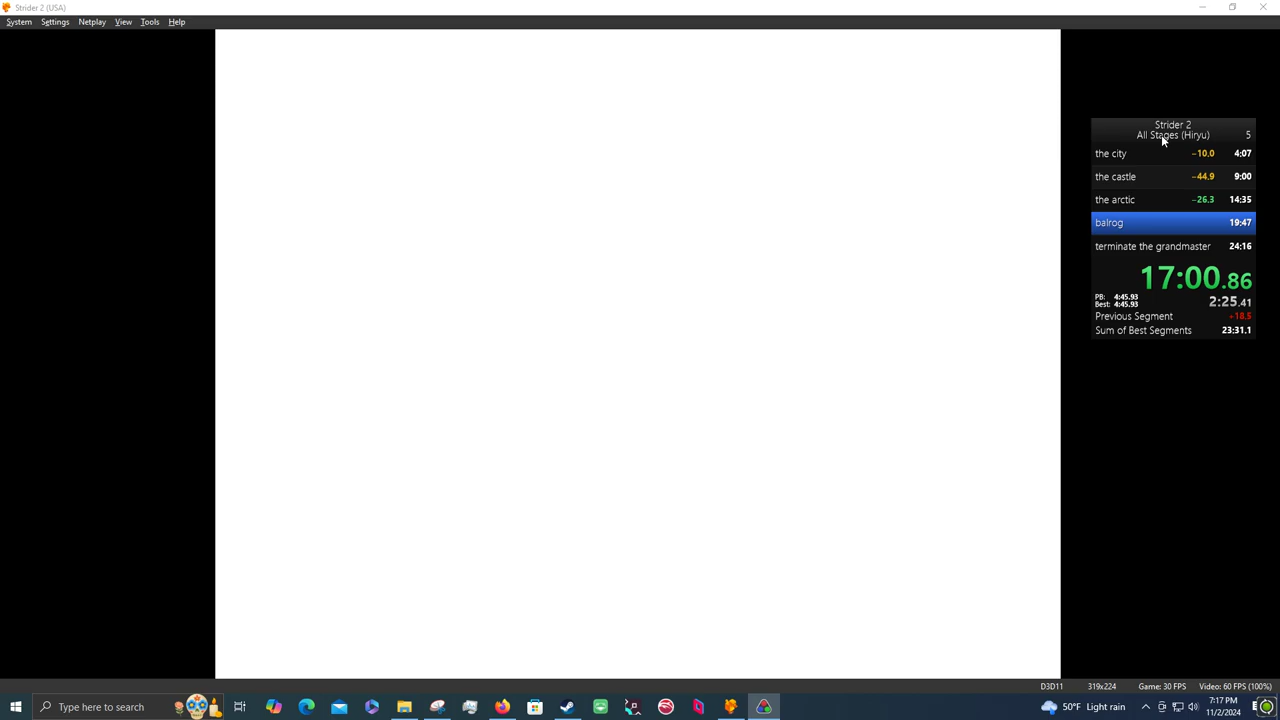 Strider 2 (USA)
System Settings Netplay View Tools Help
Strider 2
All Stages (Hiryu) 5
the city −10.0 4:07
the castle −44.9 9:00
the arctic −26.3 14:35
balrog 19:47
terminate the grandmaster 24:16
17:00.86
PB: 4:45.93
Best: 4:45.93
2:25.41
Previous Segment +18.5
Sum of Best Segments 23:31.1
D3D11 319x224 Game: 30 FPS Video: 60 FPS (100%)
Type here to search
50°F Light rain
7:17 PM
11/2/2024